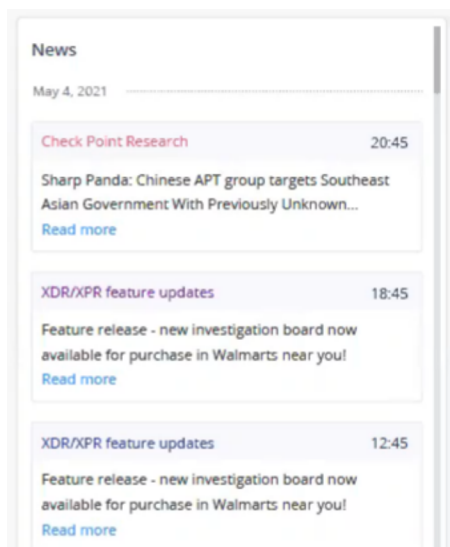 News
May 4, 2021
Check Point Research 20:45
Sharp Panda: Chinese APT group targets Southeast
Asian Government With Previously Unknown...
Read more
XDR/XPR feature updates 18:45
Feature release - new investigation board now
available for purchase in Walmarts near you!
Read more
XDR/XPR feature updates 12:45
Feature release - new investigation board now
available for purchase in Walmarts near you!
Read more